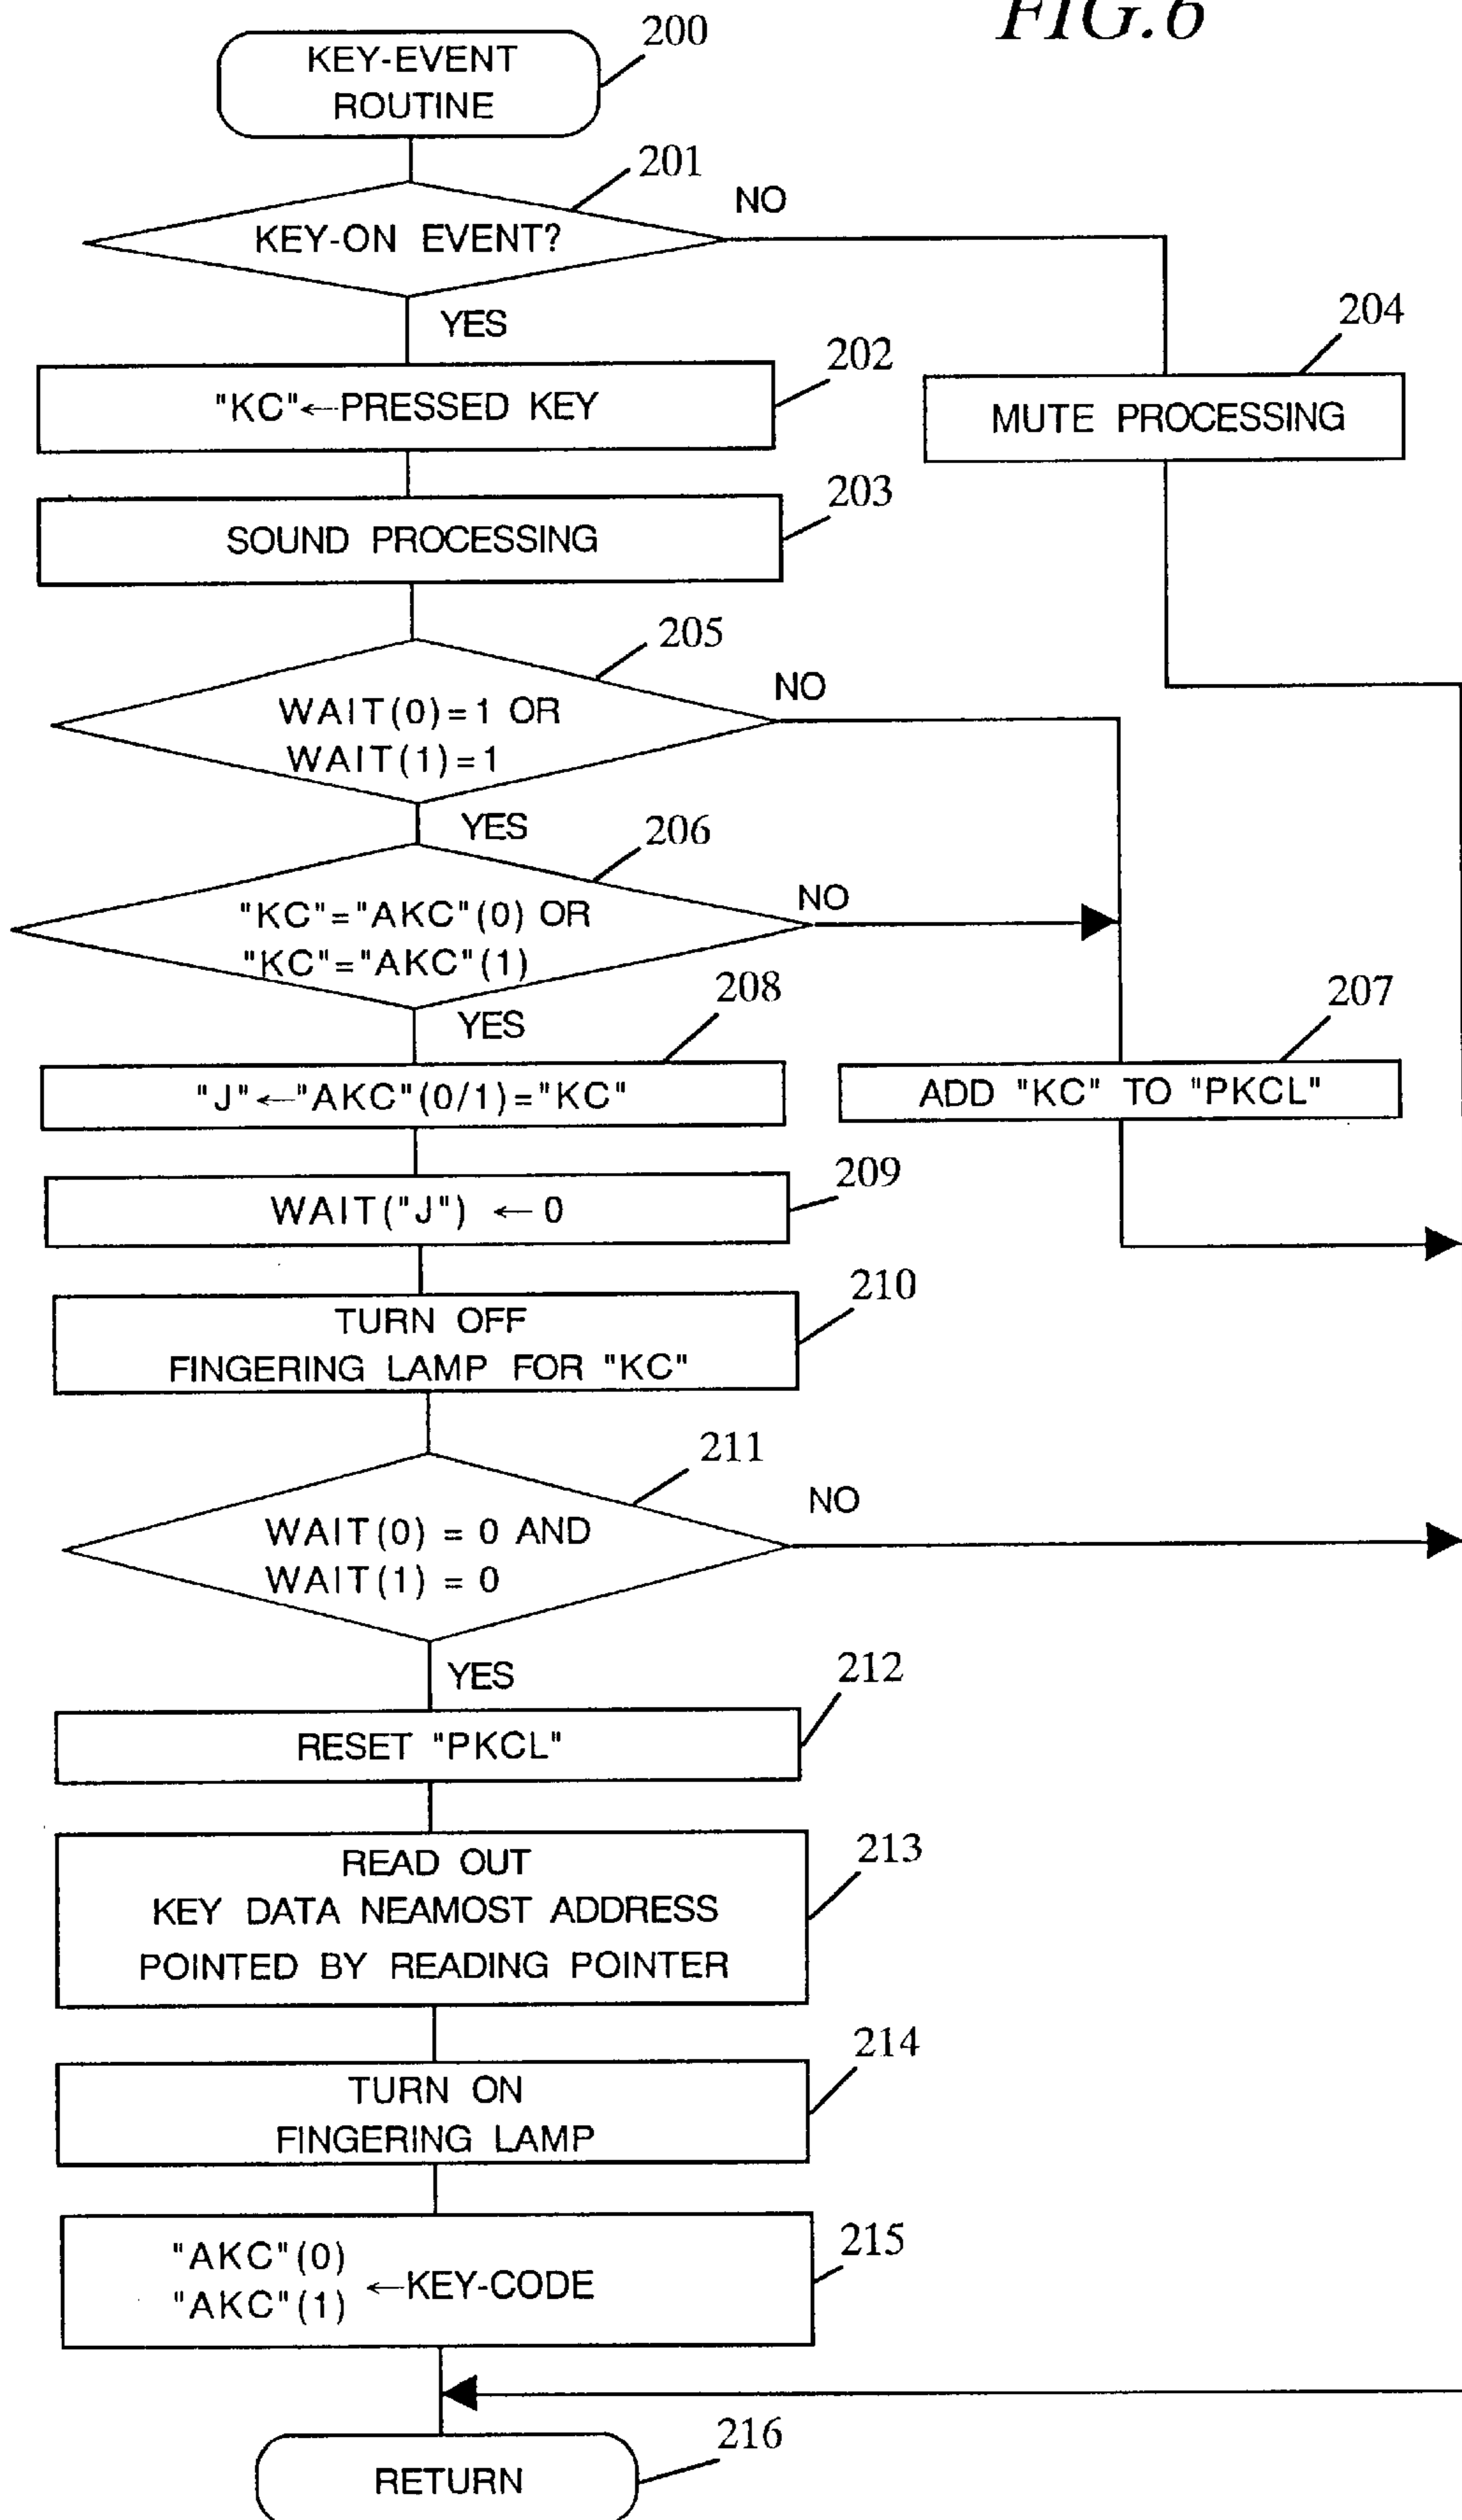 FIG.6
200
KEY-EVENT
ROUTINE
201
NO
KEY-ON EVENT?
YES
202
"KC"←PRESSED KEY
204
MUTE PROCESSING
203
SOUND PROCESSING
205
NO
WAIT(0)=1 OR
WAIT(1)=1
YES
206
NO
"KC"="AKC"(0) OR
"KC"="AKC"(1)
YES
208
"J"←"AKC"(0/1)="KC"
207
ADD "KC" TO "PKCL"
209
WAIT("J") ←0
210
TURN OFF
FINGERING LAMP FOR "KC"
211
NO
WAIT(0) = 0 AND
WAIT(1) = 0
YES
212
RESET "PKCL"
213
READ OUT
KEY DATA NEAMOST ADDRESS
POINTED BY READING POINTER
214
TURN ON
FINGERING LAMP
215
"AKC"(0)
"AKC"(1) ←KEY-CODE
216
RETURN